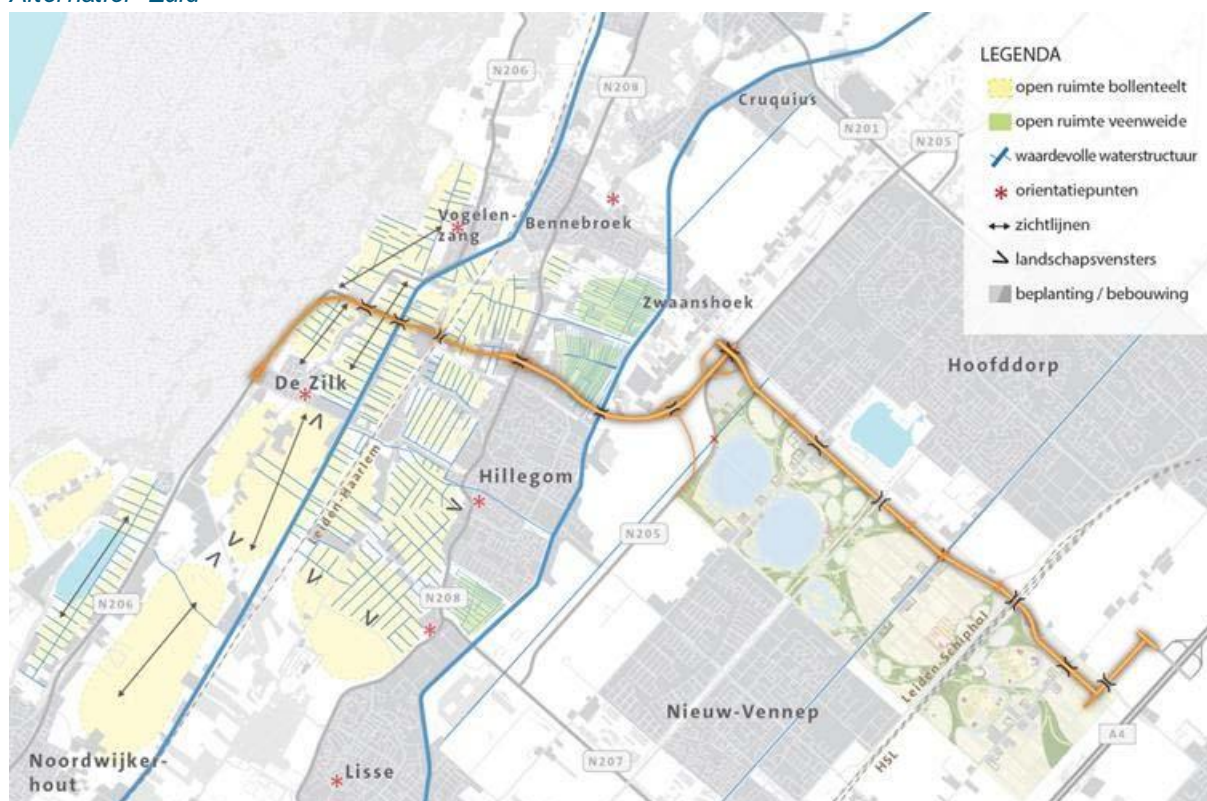 Alternatief "Zuid"
LEGENDA
open ruimte bollenteelt
open ruimte veenweide
waardevolle waterstructuur
orientatiepunten
zichtlijnen
landschapsvensters
beplanting / bebouwing
N206
N208
Cruquius
N201
N205
Vogelen-
zang
Bennebroek
Zwaanshoek
Hoofddorp
De Zilk
Leiden-Haarlem
Hillegom
N205
N206
N208
Leiden-Schiphol
Nieuw-Vennep
A4
HSL
Noordwijker-
hout
Lisse
N207